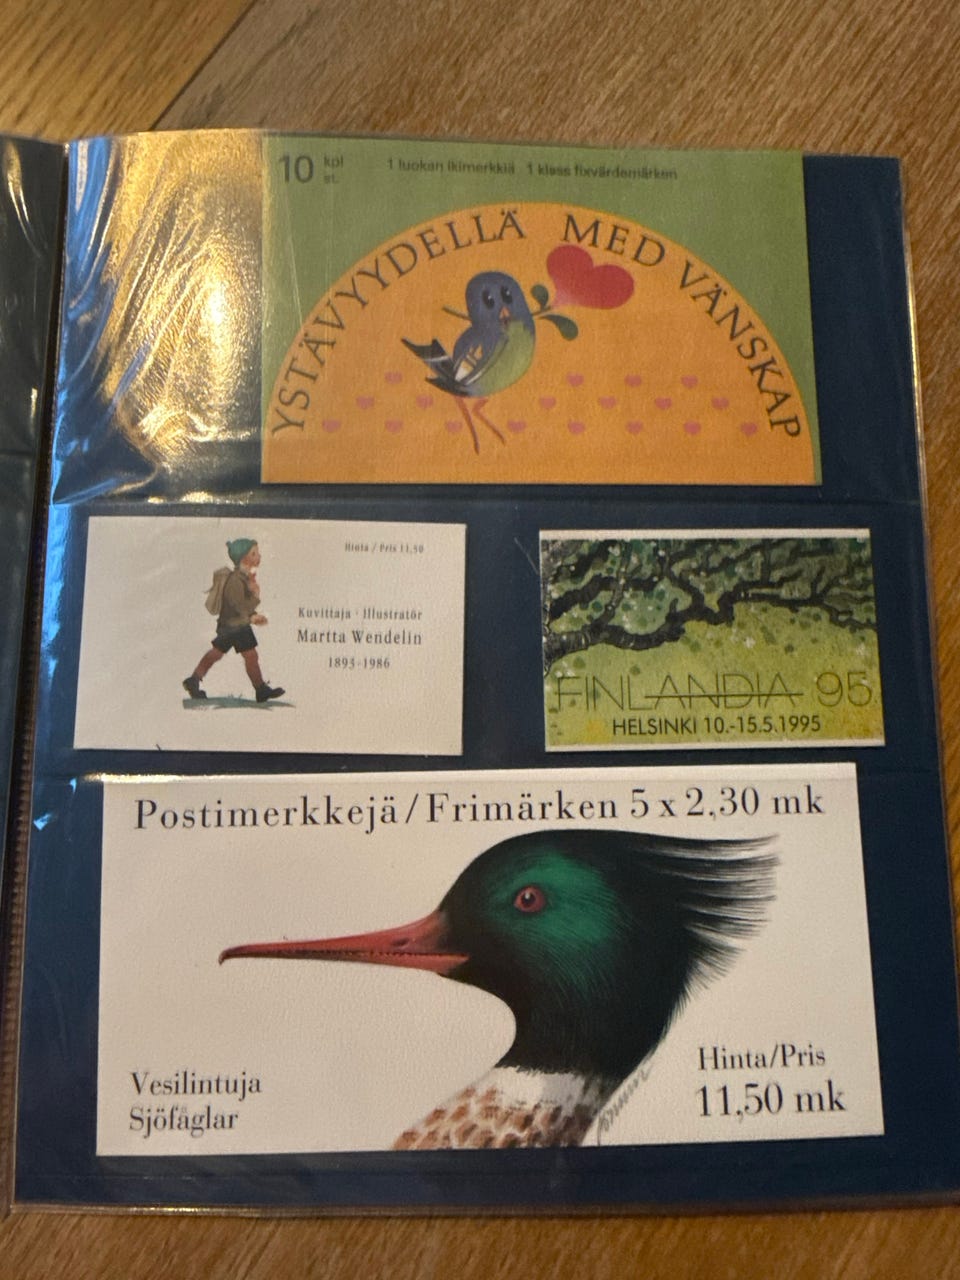 10 kpl
st.
1 luokan ikimerkkiä 1 klass fixvärdemärken
YSTÄVYYDELLÄ MED VÄNSKAP
Hinta / Pris 11,50
Kuvittaja · Illustratör
Martta Wendelin
1893-1986
FINLANDIA 95
HELSINKI 10.-15.5.1995
Postimerkkejä/Frimärken 5 x 2,30 mk
Vesilintuja
Sjöfåglar
Hinta/Pris
11,50 mk